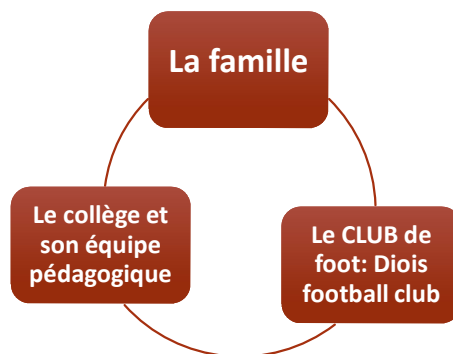 La famille
Le collège et
son équipe
pédagogique
Le CLUB de
foot: Diois
football club